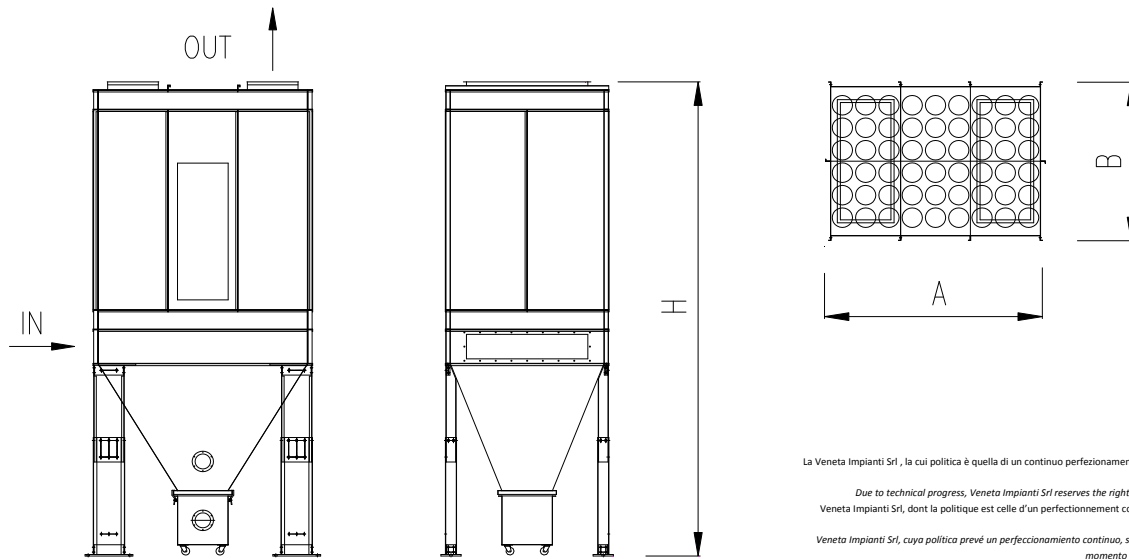 OUT
IN
H
B
A
La Veneta Impianti Srl , la cui politica è quella di un continuo perfezionamen
Due to technical progress, Veneta Impianti Srl reserves the right
Veneta Impianti Srl, dont la politique est celle d'un perfectionnement co
Veneta Impianti Srl, cuya política prevé un perfeccionamiento continuo, s
momento